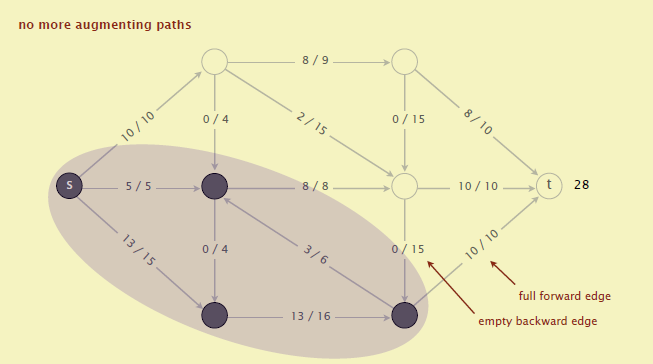 no more augmenting paths
8 / 9
10 / 10
0 / 4
2 / 15
0 / 15
8 / 10
s
5 / 5
8 / 8
10 / 10
t
28
13 / 15
0 / 4
3 / 6
0 / 15
10 / 10
full forward edge
13 / 16
empty backward edge